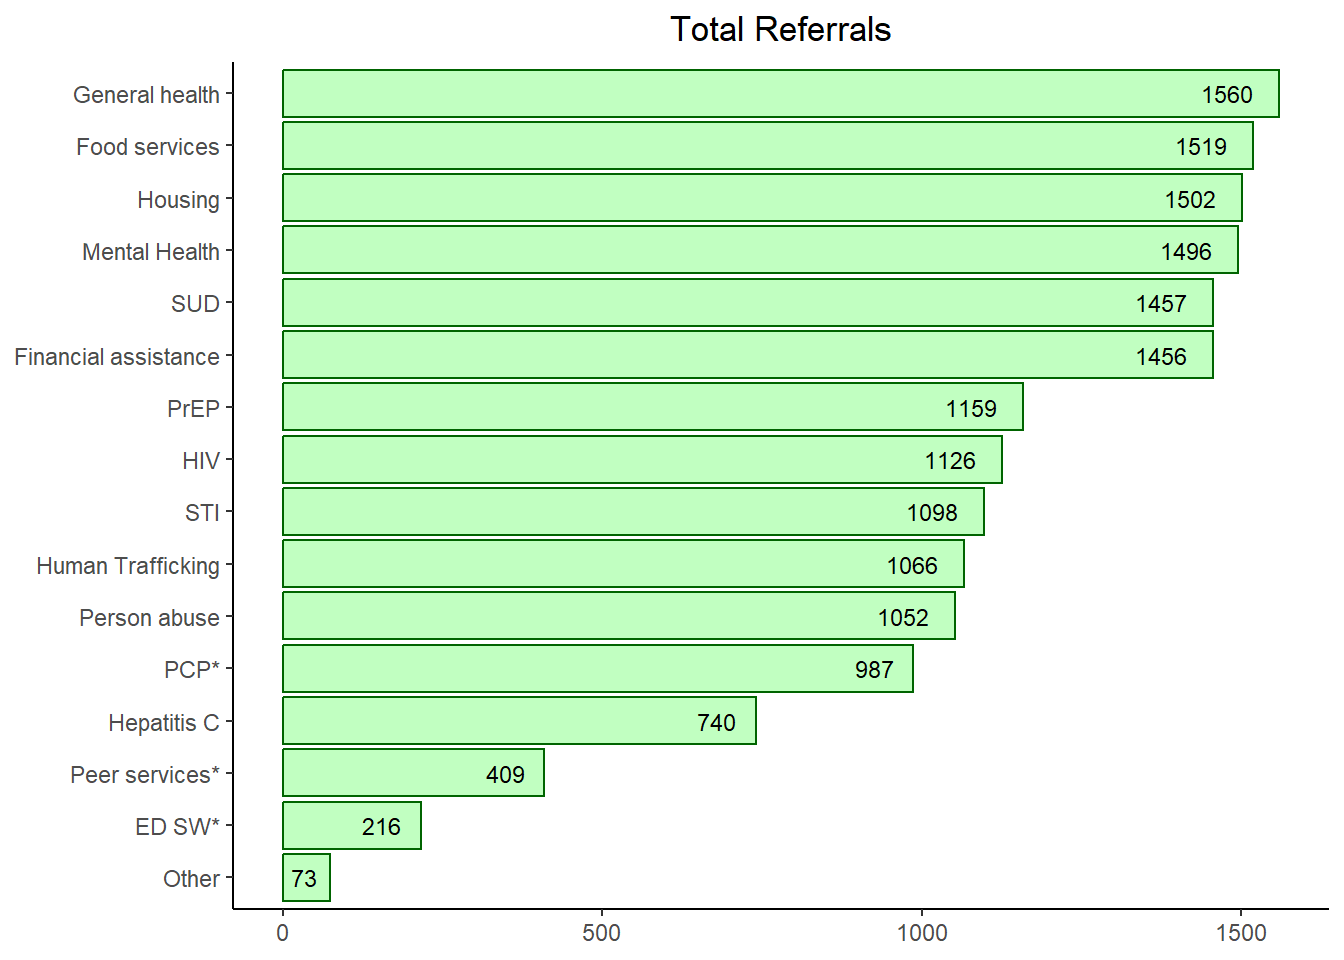 Total Referrals
General health 1560
Food services 1519
Housing 1502
Mental Health 1496
SUD 1457
Financial assistance 1456
PrEP 1159
HIV 1126
STI 1098
Human Trafficking 1066
Person abuse 1052
PCP* 987
Hepatitis C 740
Peer services* 409
ED SW* 216
Other 73
0 500 1000 1500